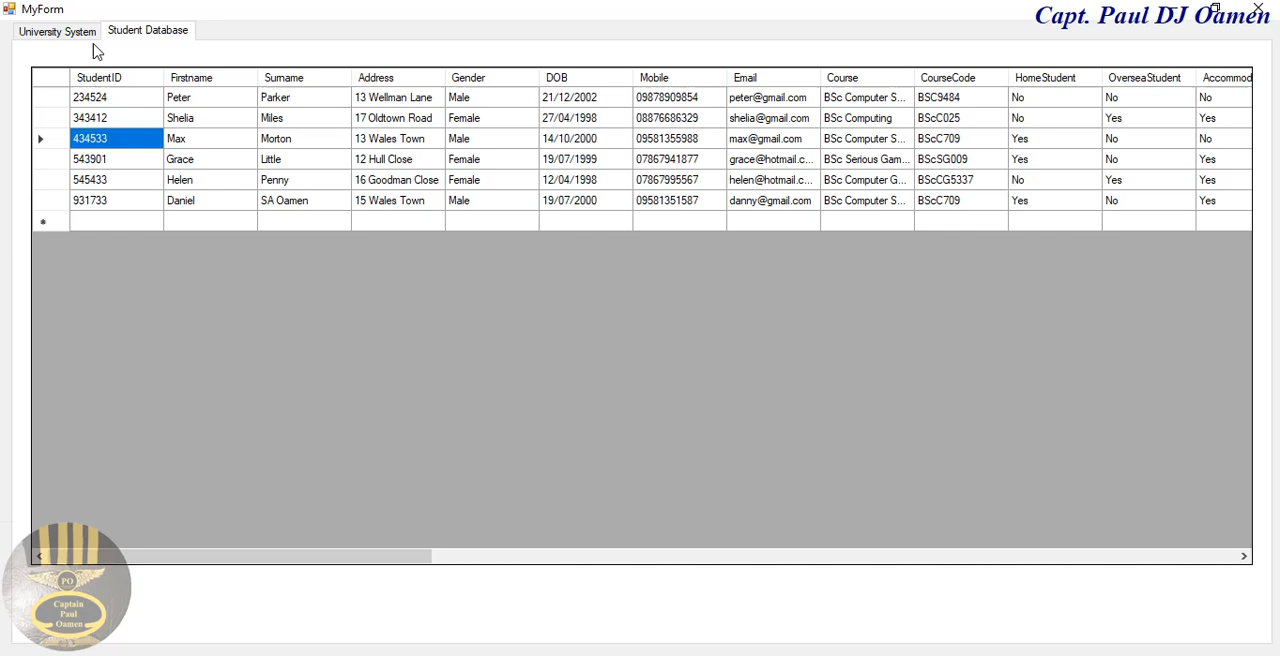 MyForm
Capt. Paul DJ Oamen
University System Student Database
StudentID Firstname Surname Address Gender DOB Mobile Email Course CourseCode HomeStudent OverseaStudent Accommod
234524 Peter Parker 13 Wellman Lane Male 21/12/2002 09878909854 peter@gmail.com BSc Computer S... BSC9484 No No No
343412 Shelia Miles 17 Oldtown Road Female 27/04/1998 08876686329 shelia@gmail.com BSc Computing BScC025 No Yes Yes
434533 Max Morton 13 Wales Town Male 14/10/2000 09581355988 max@gmail.com BSc Computer S... BScC709 Yes No No
543901 Grace Little 12 Hull Close Female 19/07/1999 07867941877 grace@hotmail.c... BSc Serious Gam... BScSG009 Yes No Yes
545433 Helen Penny 16 Goodman Close Female 12/04/1998 07867995567 helen@hotmail.c... BSc Computer G... BScCG5337 No Yes Yes
931733 Daniel SA Oamen 15 Wales Town Male 19/07/2000 09581351587 danny@gmail.com BSc Computer S... BScC709 Yes No Yes
PO
Captain
Paul
Oamen